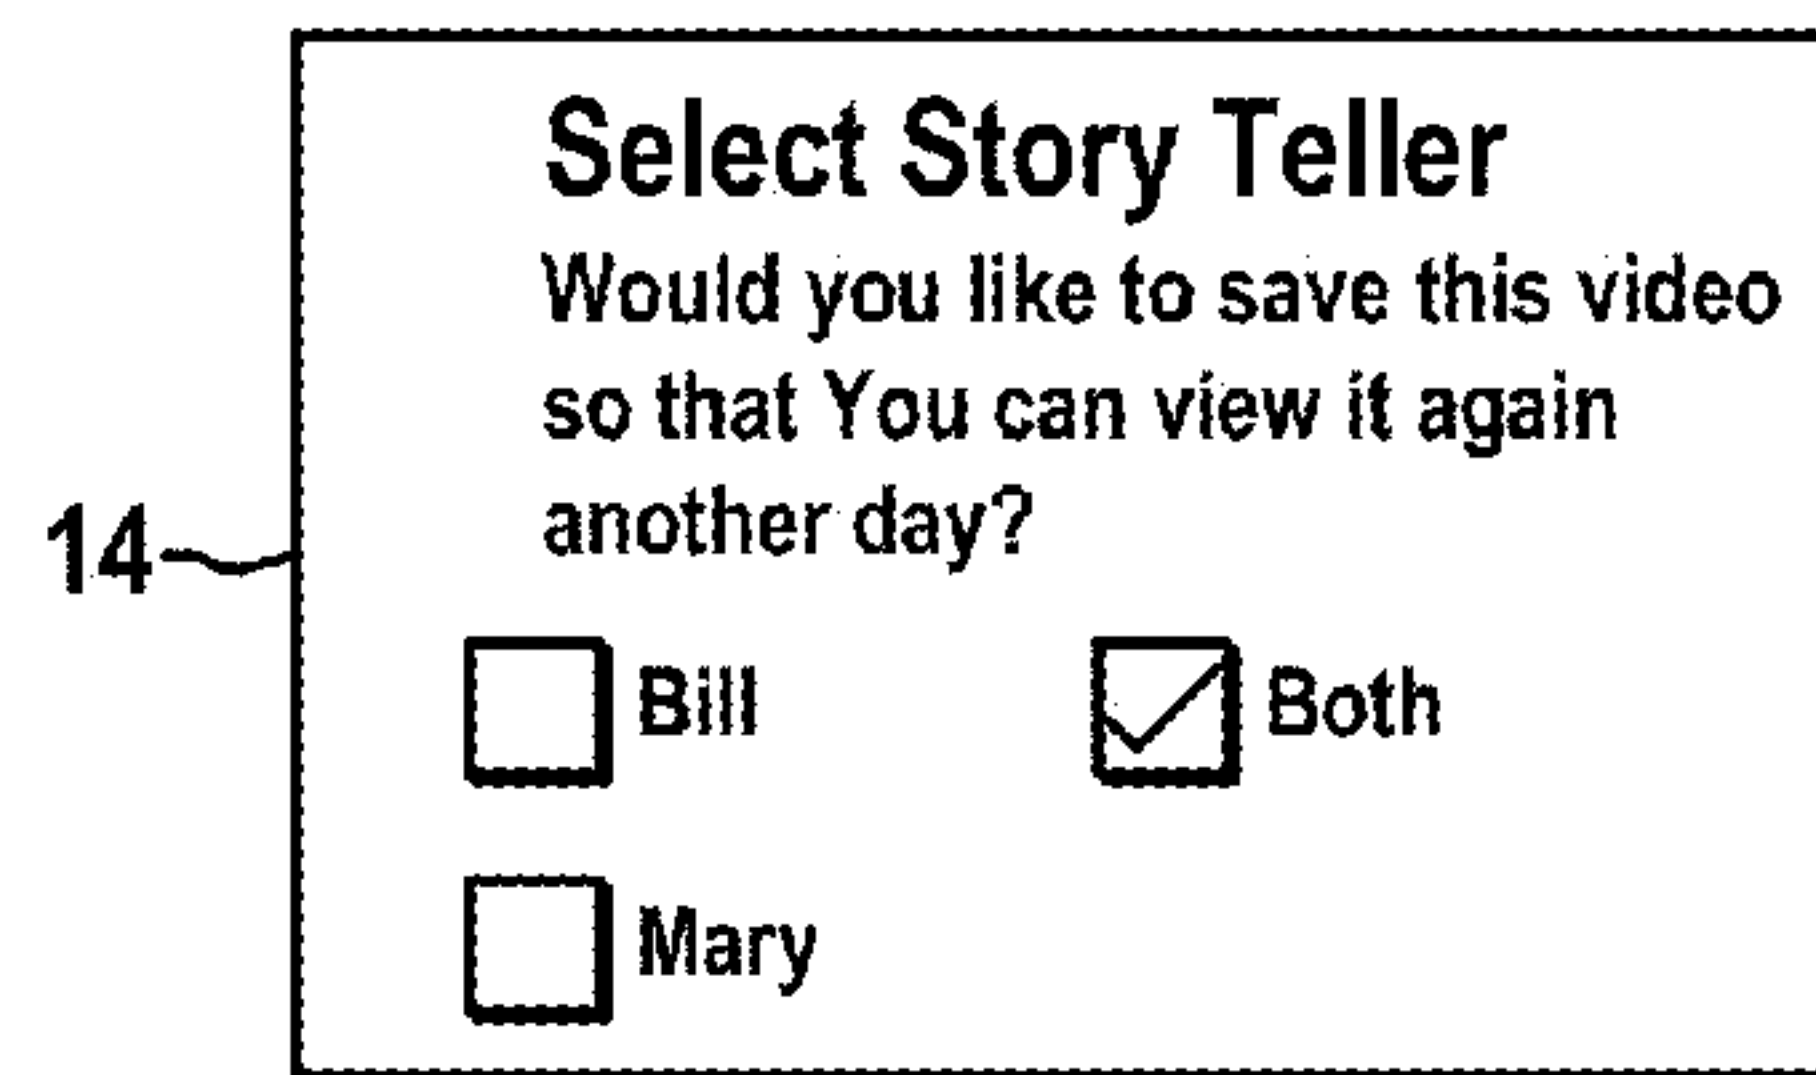 Select Story Teller
Would you like to save this video
so that You can view it again
another day?
14
Bill
Both
Mary